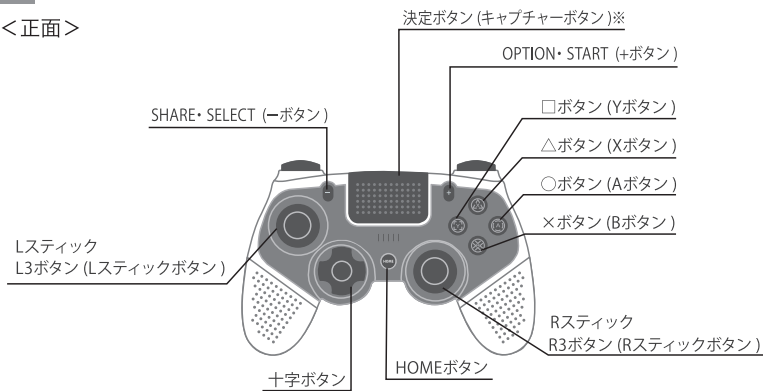 <正面>
決定ボタン(キャプチャーボタン)※
OPTION・START (+ボタン)
SHARE・SELECT (ーボタン)
□ボタン(Yボタン)
△ボタン(Xボタン)
○ボタン(Aボタン)
×ボタン(Bボタン)
Lスティック
L3ボタン(Lスティックボタン)
Rスティック
R3ボタン(Rスティックボタン)
十字ボタン
HOMEボタン
HOME